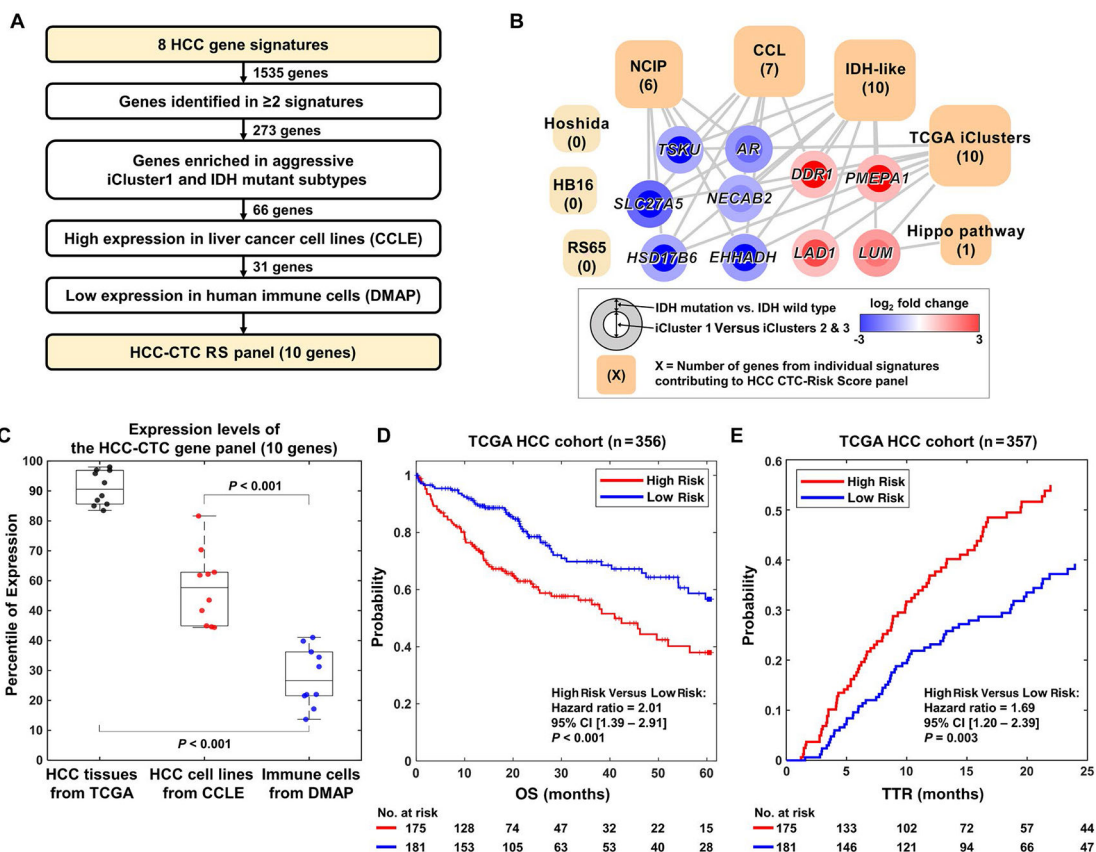 A
8 HCC gene signatures
1535 genes
Genes identified in ≥2 signatures
273 genes
Genes enriched in aggressive
iCluster1 and IDH mutant subtypes
66 genes
High expression in liver cancer cell lines (CCLE)
31 genes
Low expression in human immune cells (DMAP)
HCC-CTC RS panel (10 genes)
B
NCIP
(6)
CCL
(7)
IDH-like
(10)
Hoshida
(0)
TCGA iClusters
(10)
HB16
(0)
RS65
(0)
Hippo pathway
(1)
TSKU
AR
DDR1
PMEPA1
SLC27A5
NECAB2
HSD17B6
EHHADH
LAD1
LUM
IDH mutation vs. IDH wild type
iCluster 1 Versus iClusters 2 & 3
log2 fold change
-3
3
(X)
X = Number of genes from individual signatures
contributing to HCC CTC-Risk Score panel
C
Expression levels of
the HCC-CTC gene panel (10 genes)
Percentile of Expression
100
90
80
70
60
50
40
30
20
10
0
P < 0.001
P < 0.001
HCC tissues
from TCGA
HCC cell lines
from CCLE
Immune cells
from DMAP
D
TCGA HCC cohort (n = 356)
High Risk
Low Risk
Probability
1
0.8
0.6
0.4
0.2
0
High Risk Versus Low Risk:
Hazard ratio = 2.01
95% CI [1.39 – 2.91]
P < 0.001
0 10 20 30 40 50 60
OS (months)
No. at risk
175 128 74 47 32 22 15
181 153 105 63 53 40 28
E
TCGA HCC cohort (n = 357)
High Risk
Low Risk
Probability
0.6
0.5
0.4
0.3
0.2
0.1
0
High Risk Versus Low Risk:
Hazard ratio = 1.69
95% CI [1.20 – 2.39]
P = 0.003
0 5 10 15 20 25
TTR (months)
No. at risk
175 133 102 72 57 44
181 146 121 94 66 47